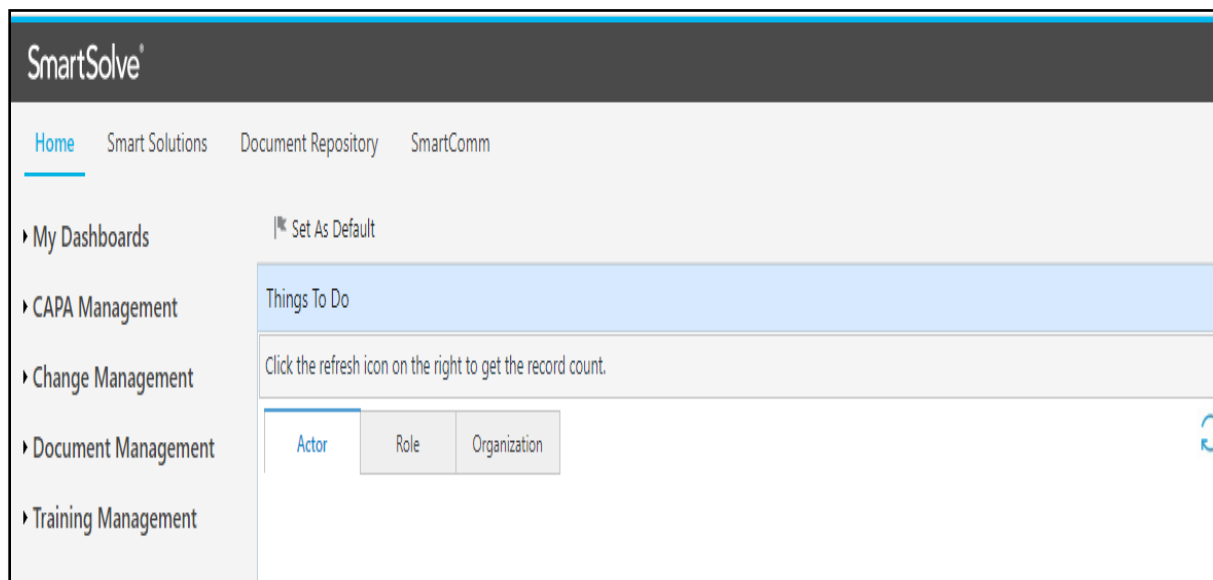 SmartSolve®
Home Smart Solutions Document Repository SmartComm
My Dashboards
CAPA Management
Change Management
Document Management
Training Management
Set As Default
Things To Do
Click the refresh icon on the right to get the record count.
Actor Role Organization